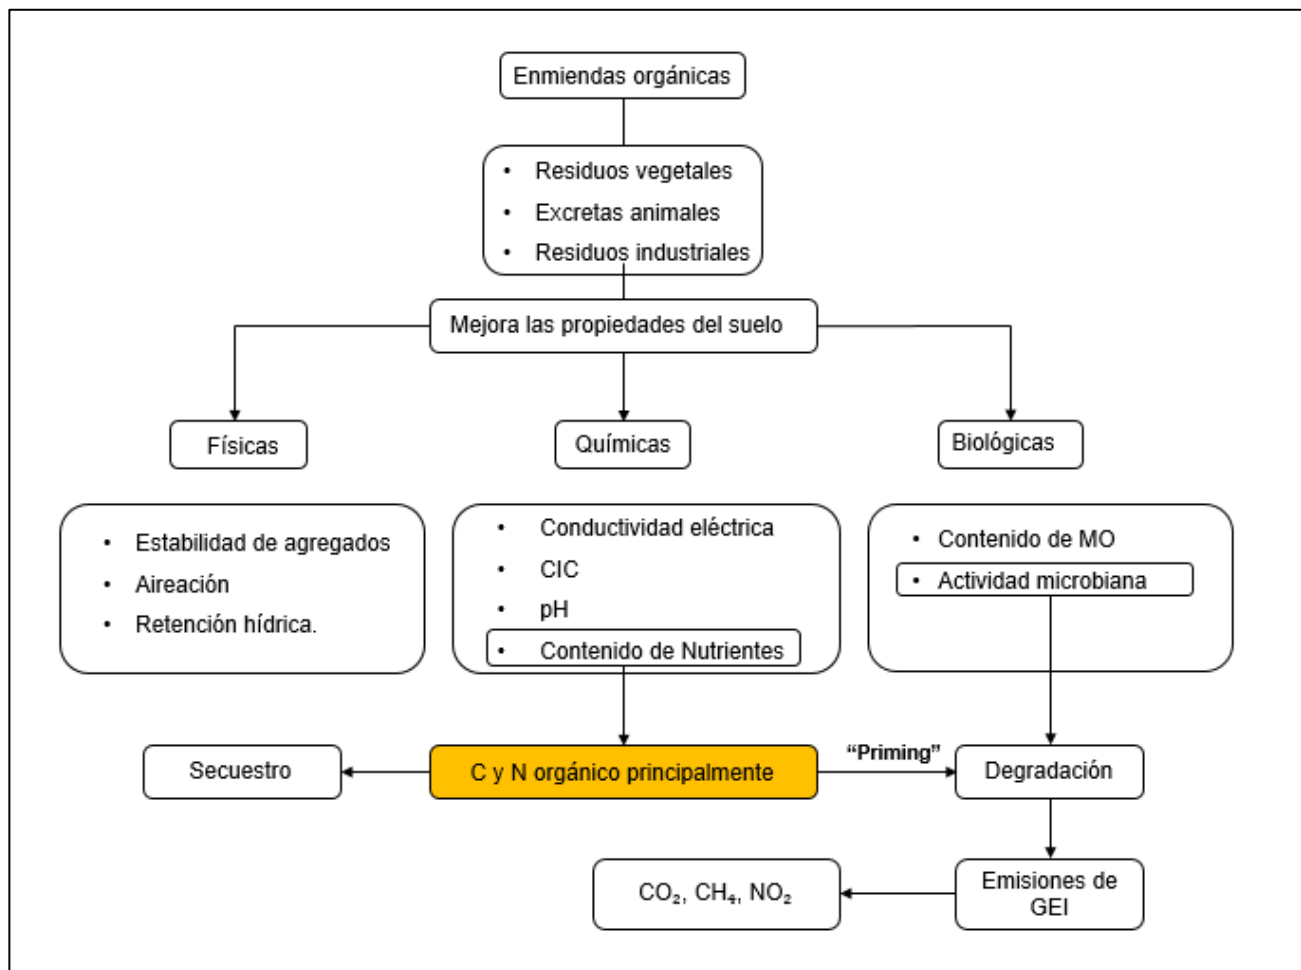 Enmiendas orgánicas
• Residuos vegetales
• Excretas animales
• Residuos industriales
Mejora las propiedades del suelo
Físicas
Químicas
Biológicas
• Estabilidad de agregados
• Aireación
• Retención hídrica.
• Conductividad eléctrica
• CIC
• pH
• Contenido de Nutrientes
• Contenido de MO
• Actividad microbiana
Secuestro
C y N orgánico principalmente
“Priming”
Degradación
CO₂, CH₄, NO₂
Emisiones de
GEI